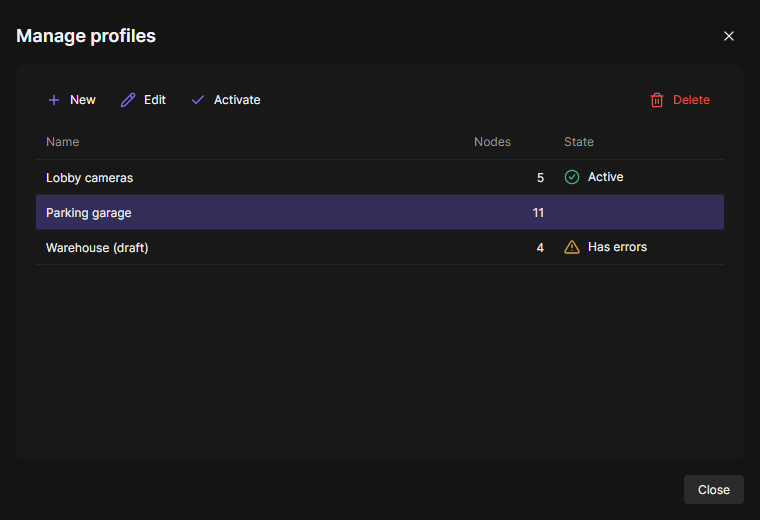 Manage profiles
New Edit Activate Delete
Name Nodes State
Lobby cameras 5 Active
Parking garage 11
Warehouse (draft) 4 Has errors
Close